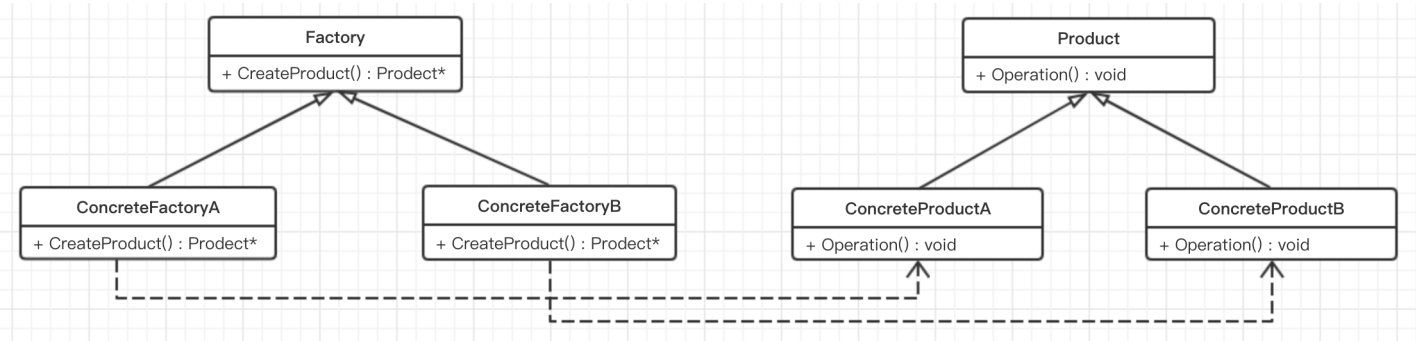 Factory
+ CreateProduct() : Prodect*
Product
+ Operation() : void
ConcreteFactoryA
+ CreateProduct() : Prodect*
ConcreteFactoryB
+ CreateProduct() : Prodect*
ConcreteProductA
+ Operation() : void
ConcreteProductB
+ Operation() : void